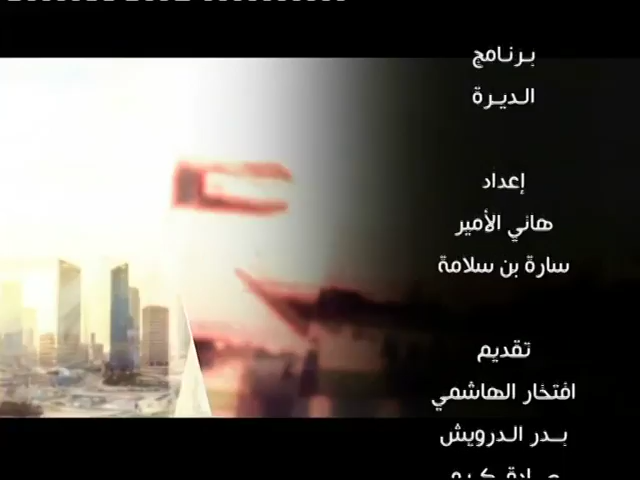 برنامج
الديرة
إعداد
هاني الأمير
سارة بن سلامة
تقديم
افتخار الهاشمي
بدر الدرويش